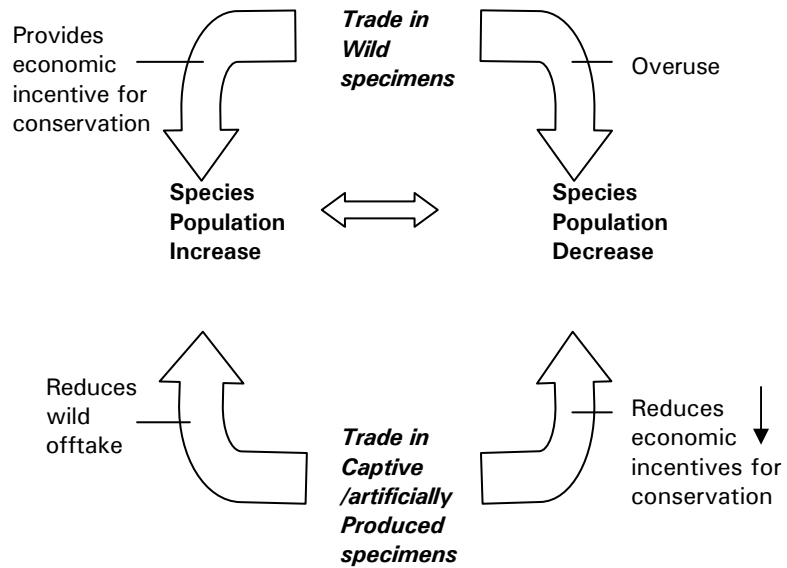 Provides
economic
incentive for
conservation
Trade in
Wild
specimens
Overuse
Species
Population
Increase
Species
Population
Decrease
Reduces
wild
offtake
Trade in
Captive
/artificially
Produced
specimens
Reduces
economic
incentives for
conservation